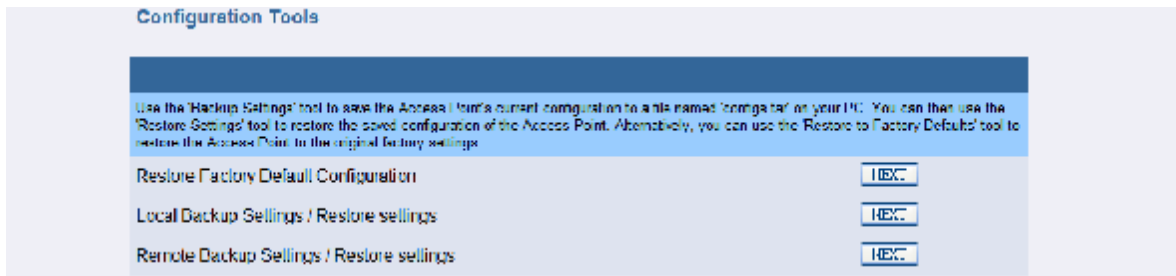 Configuration Tools
Use the 'Backup Settings' tool to save the Access Point's current configuration to a file named 'config.tar' on your PC. You can then use the
'Restore Settings' tool to restore the saved configuration of the Access Point. Alternatively, you can use the 'Restore to Factory Defaults' tool to
restore the Access Point to the original factory settings
Restore Factory Default Configuration
NEXT
Local Backup Settings / Restore settings
NEXT
Remote Backup Settings / Restore settings
NEXT